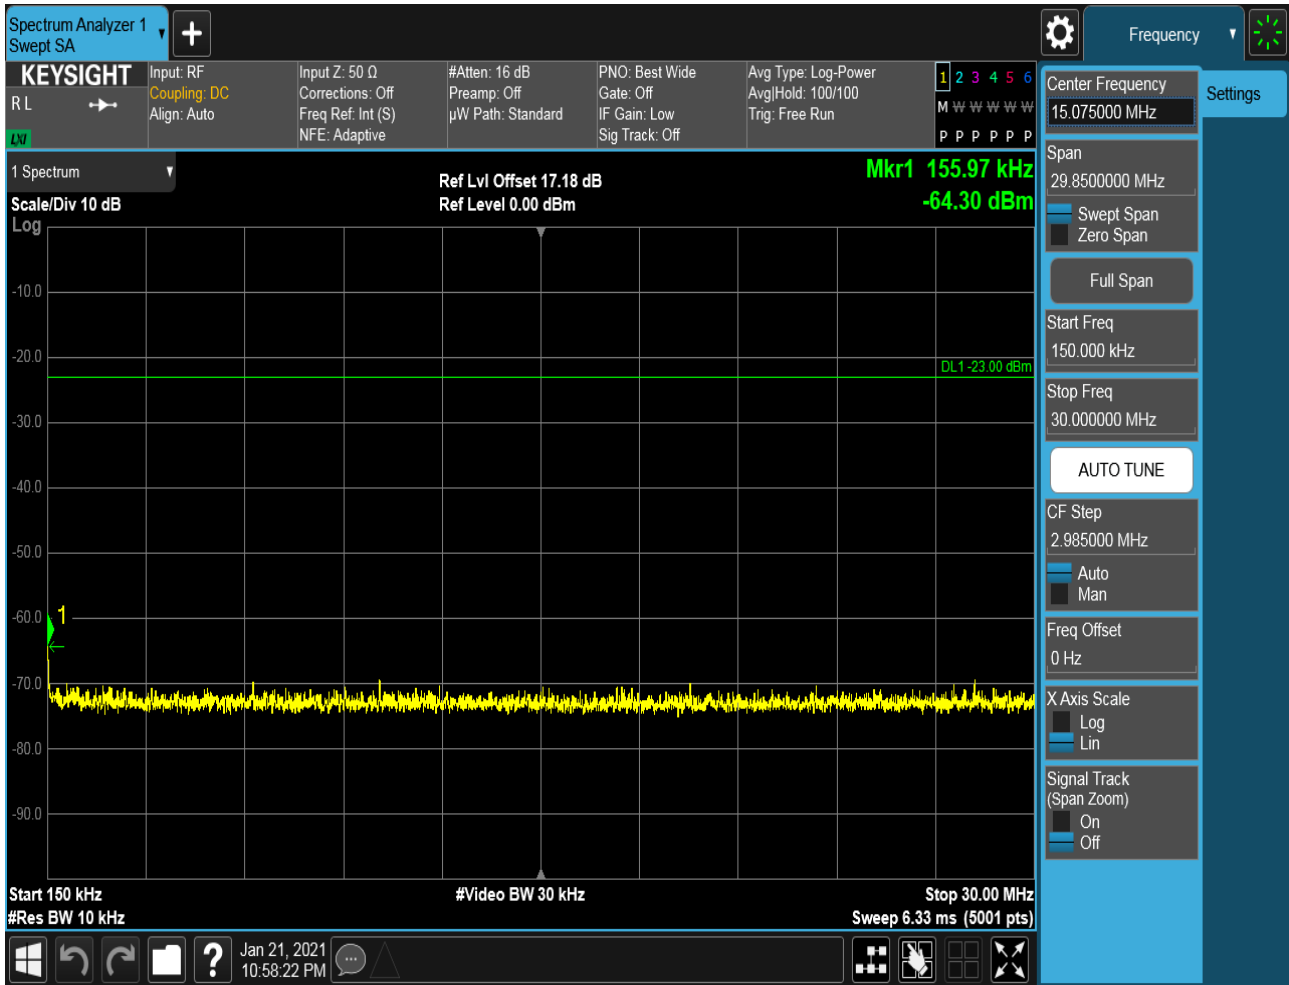 Spectrum Analyzer 1
Swept SA
Frequency
KEYSIGHT
R L
LXI
Input: RF
Coupling: DC
Align: Auto
Input Z: 50 Ω
Corrections: Off
Freq Ref: Int (S)
NFE: Adaptive
#Atten: 16 dB
Preamp: Off
µW Path: Standard
PNO: Best Wide
Gate: Off
IF Gain: Low
Sig Track: Off
Avg Type: Log-Power
Avg|Hold: 100/100
Trig: Free Run
1 2 3 4 5 6
M W W W W W
P P P P P P
1 Spectrum
Scale/Div 10 dB
Log
Ref Lvl Offset 17.18 dB
Ref Level 0.00 dBm
Mkr1 155.97 kHz
-64.30 dBm
-10.0
-20.0
DL1 -23.00 dBm
-30.0
-40.0
-50.0
-60.0
1
-70.0
-80.0
-90.0
Start 150 kHz
#Res BW 10 kHz
#Video BW 30 kHz
Stop 30.00 MHz
Sweep 6.33 ms (5001 pts)
?
Jan 21, 2021
10:58:22 PM
Center Frequency
15.075000 MHz
Settings
Span
29.8500000 MHz
Swept Span
Zero Span
Full Span
Start Freq
150.000 kHz
Stop Freq
30.000000 MHz
AUTO TUNE
CF Step
2.985000 MHz
Auto
Man
Freq Offset
0 Hz
X Axis Scale
Log
Lin
Signal Track
(Span Zoom)
On
Off